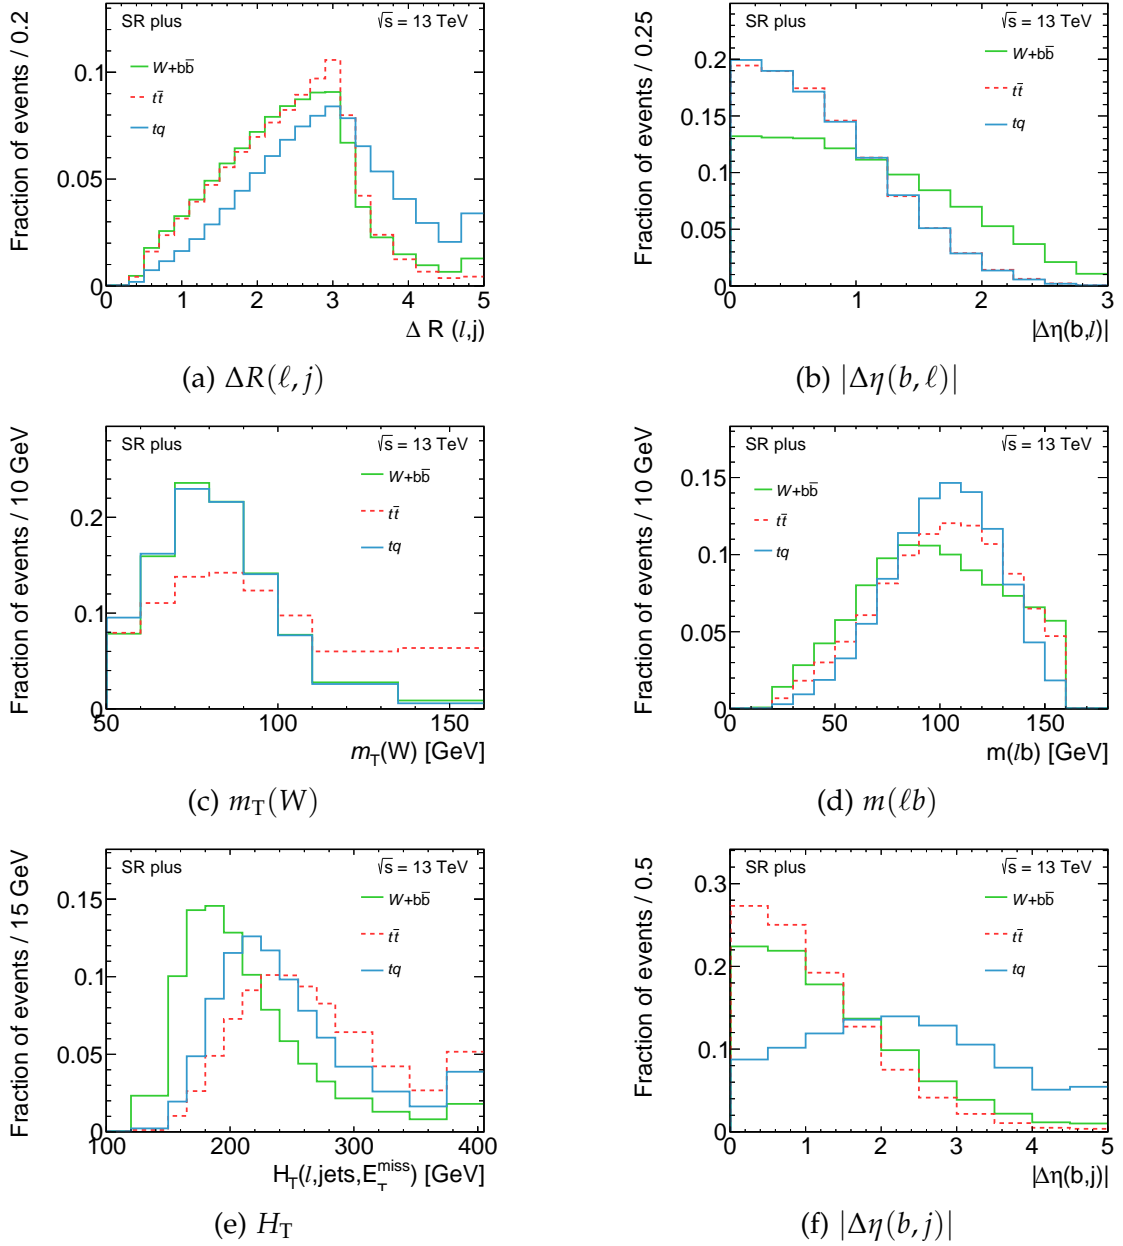 Fraction of events / 0.2
SR plus
√s = 13 TeV
W+bb̅
tt̅
tq
0.1
0.05
0
0 1 2 3 4 5
Δ R (l,j)
(a) ΔR(ℓ, j)
Fraction of events / 0.25
SR plus
√s = 13 TeV
W+bb̅
tt̅
tq
0.2
0.15
0.1
0.05
0
0 1 2 3
|Δη(b,l)|
(b) |Δη(b, ℓ)|
Fraction of events / 10 GeV
SR plus
√s = 13 TeV
W+bb̅
tt̅
tq
0.2
0.1
0
50 100 150
m_T(W) [GeV]
(c) m_T(W)
Fraction of events / 10 GeV
SR plus
√s = 13 TeV
W+bb̅
tt̅
tq
0.15
0.1
0.05
0
0 50 100 150
m(lb) [GeV]
(d) m(ℓb)
Fraction of events / 15 GeV
SR plus
√s = 13 TeV
W+bb̅
tt̅
tq
0.15
0.1
0.05
0
100 200 300 400
H_T(l,jets,E_T^miss) [GeV]
(e) H_T
Fraction of events / 0.5
SR plus
√s = 13 TeV
W+bb̅
tt̅
tq
0.3
0.2
0.1
0
0 1 2 3 4 5
|Δη(b,j)|
(f) |Δη(b, j)|